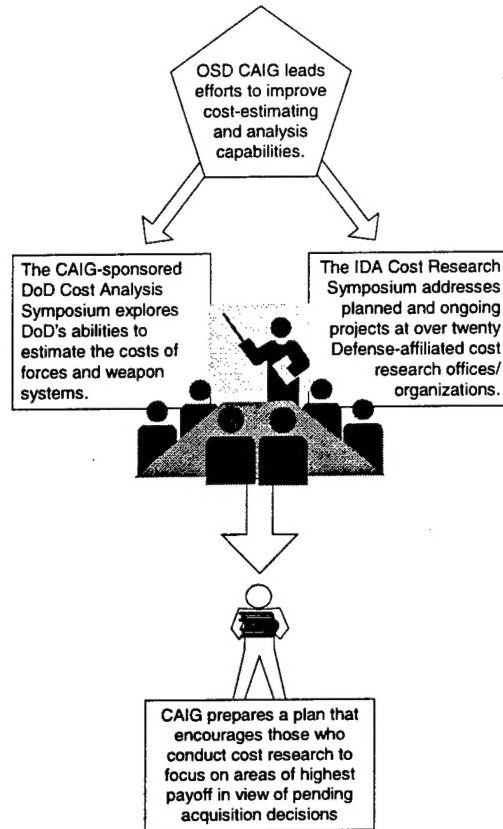 OSD CAIG leads
efforts to improve
cost-estimating
and analysis
capabilities.
The CAIG-sponsored
DoD Cost Analysis
Symposium explores
DoD's abilities to
estimate the costs of
forces and weapon
systems.
The IDA Cost Research
Symposium addresses
planned and ongoing
projects at over twenty
Defense-affiliated cost
research offices/
organizations.
CAIG prepares a plan that
encourages those who
conduct cost research to
focus on areas of highest
payoff in view of pending
acquisition decisions